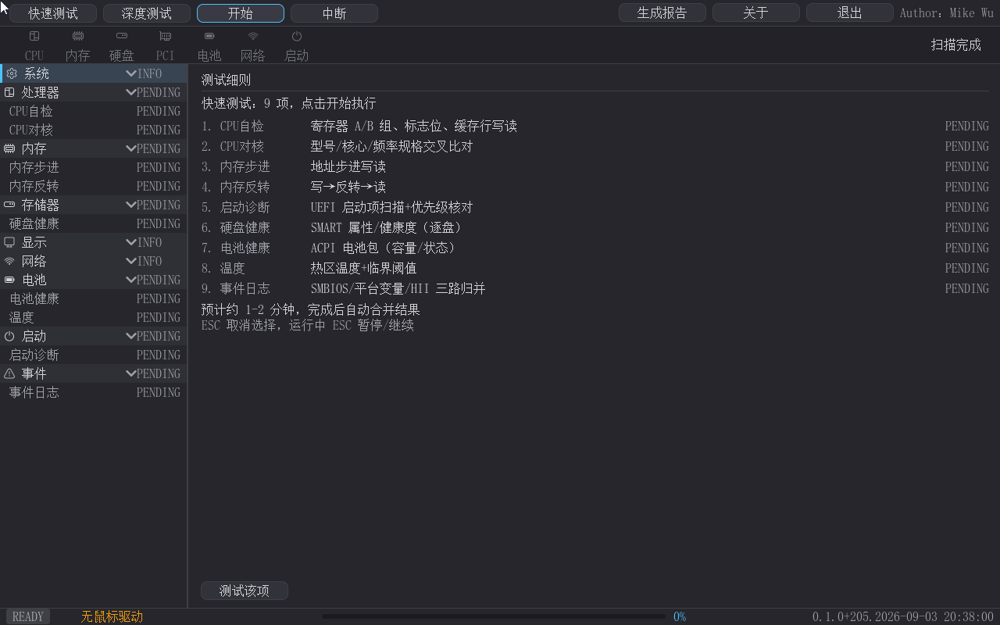 快速测试 深度测试 开始 中断 生成报告 关于 退出 Author: Mike Wu
CPU 内存 硬盘 PCI 电池 网络 启动 扫描完成
系统 INFO
处理器 PENDING
CPU自检 PENDING
CPU对核 PENDING
内存 PENDING
内存步进 PENDING
内存反转 PENDING
存储器 PENDING
硬盘健康 PENDING
显示 INFO
网络 INFO
电池 PENDING
电池健康 PENDING
温度 PENDING
启动 PENDING
启动诊断 PENDING
事件 PENDING
事件日志 PENDING
测试细则
快速测试: 9 项, 点击开始执行
1. CPU自检 寄存器 A/B 组、标志位、缓存行写读 PENDING
2. CPU对核 型号/核心/频率规格交叉比对 PENDING
3. 内存步进 地址步进写读 PENDING
4. 内存反转 写→反转→读 PENDING
5. 启动诊断 UEFI 启动项扫描+优先级核对 PENDING
6. 硬盘健康 SMART 属性/健康度（逐盘） PENDING
7. 电池健康 ACPI 电池包（容量/状态） PENDING
8. 温度 热区温度+临界阈值 PENDING
9. 事件日志 SMBIOS/平台变量/HII 三路归并 PENDING
预计约 1-2 分钟, 完成后自动合并结果
ESC 取消选择, 运行中 ESC 暂停/继续
测试该项
READY 无鼠标驱动 0% 0.1.0+205.2026-09-03 20:38:00